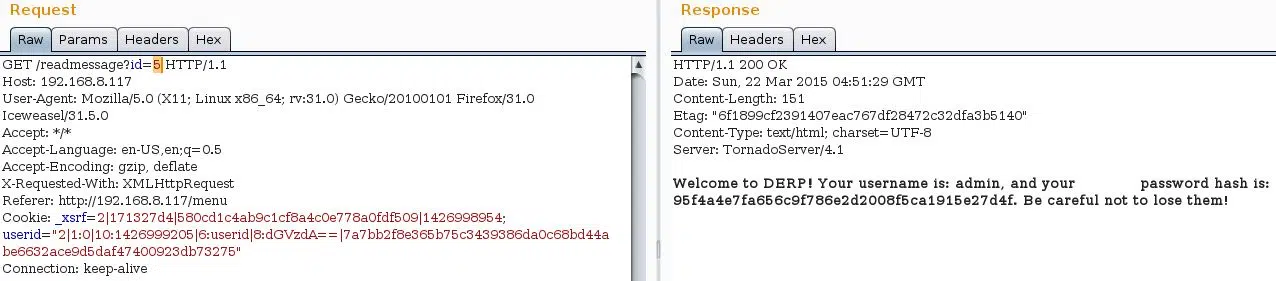 Request
Raw Params Headers Hex
GET /readmessage?id=5 HTTP/1.1
Host: 192.168.8.117
User-Agent: Mozilla/5.0 (X11; Linux x86_64; rv:31.0) Gecko/20100101 Firefox/31.0
Iceweasel/31.5.0
Accept: */*
Accept-Language: en-US,en;q=0.5
Accept-Encoding: gzip, deflate
X-Requested-With: XMLHttpRequest
Referer: http://192.168.8.117/menu
Cookie: _xsrf=2|171327d4|580cd1c4ab9c1cf8a4c0e778a0fdf509|1426998954;
userid="2|1:0|10:1426999205|6:userid|8:dGVzdA==|7a7bb2f8e365b75c3439386da0c68bd44a
be6632ace9d5daf47400923db73275"
Connection: keep-alive
Response
Raw Headers Hex
HTTP/1.1 200 OK
Date: Sun, 22 Mar 2015 04:51:29 GMT
Content-Length: 151
Etag: "6f1899cf2391407eac767df28472c32dfa3b5140"
Content-Type: text/html; charset=UTF-8
Server: TornadoServer/4.1
Welcome to DERP! Your username is: admin, and your password hash is:
95f4a4e7fa656c9f786e2d2008f5ca1915e27d4f. Be careful not to lose them!